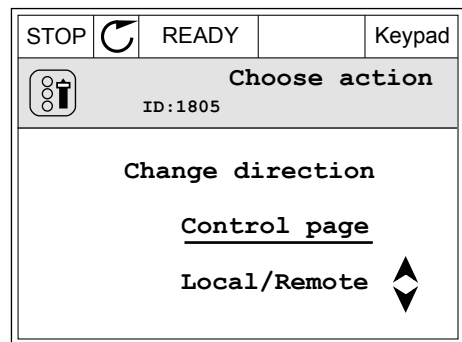 STOP READY Keypad
Choose action
ID:1805
Change direction
Control page
Local/Remote